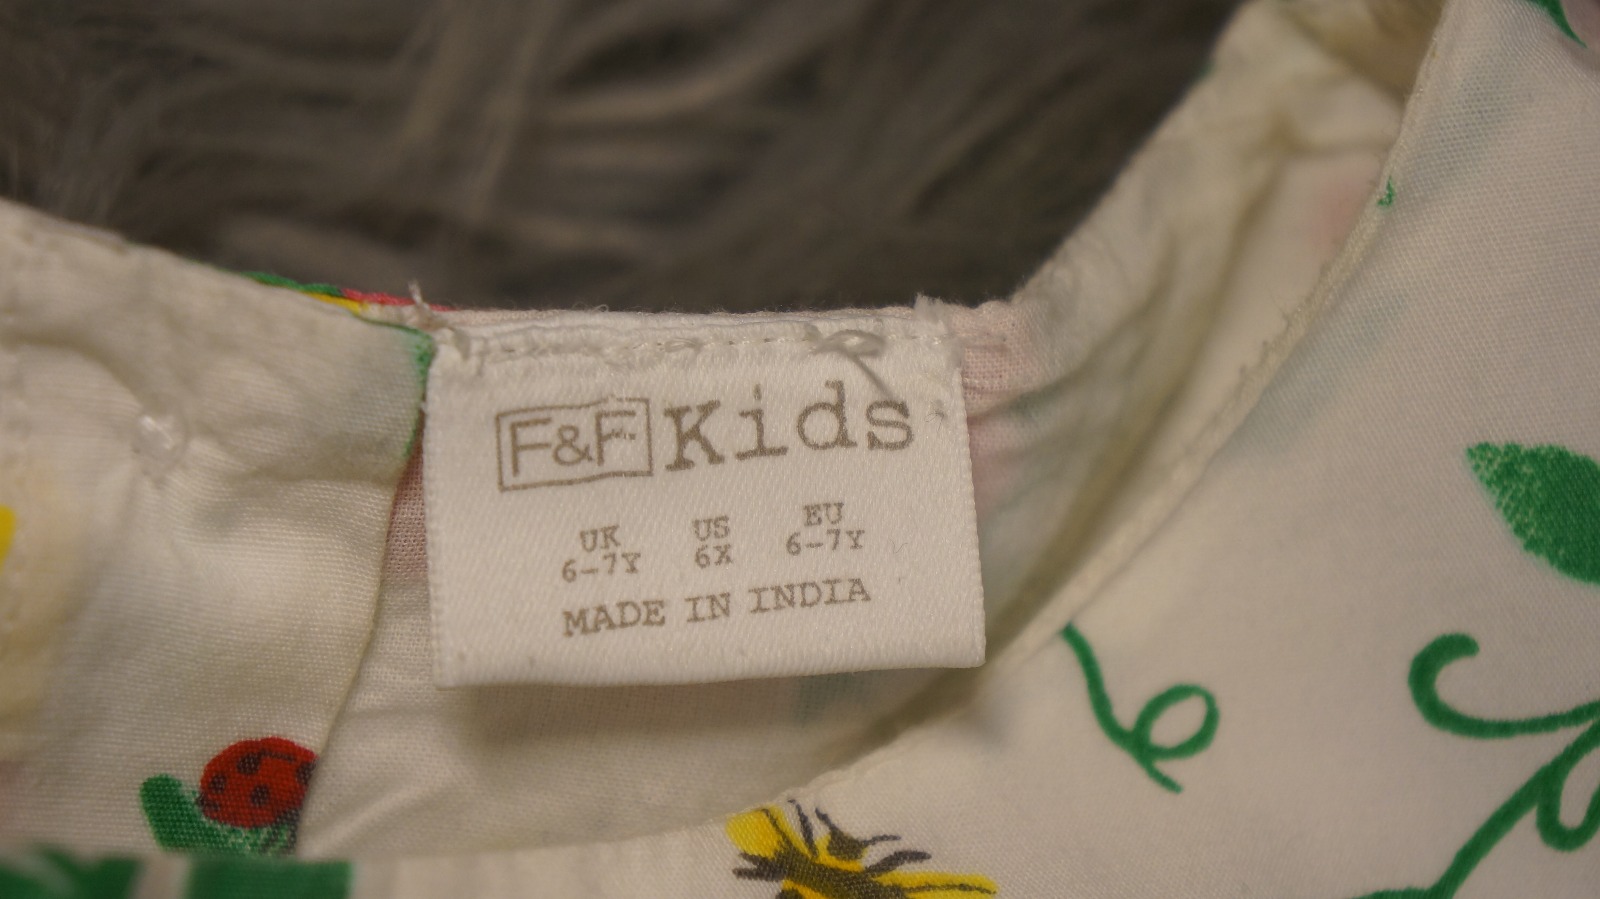 F&F Kids
UK US EU
6-7Y 6X 6-7Y
MADE IN INDIA